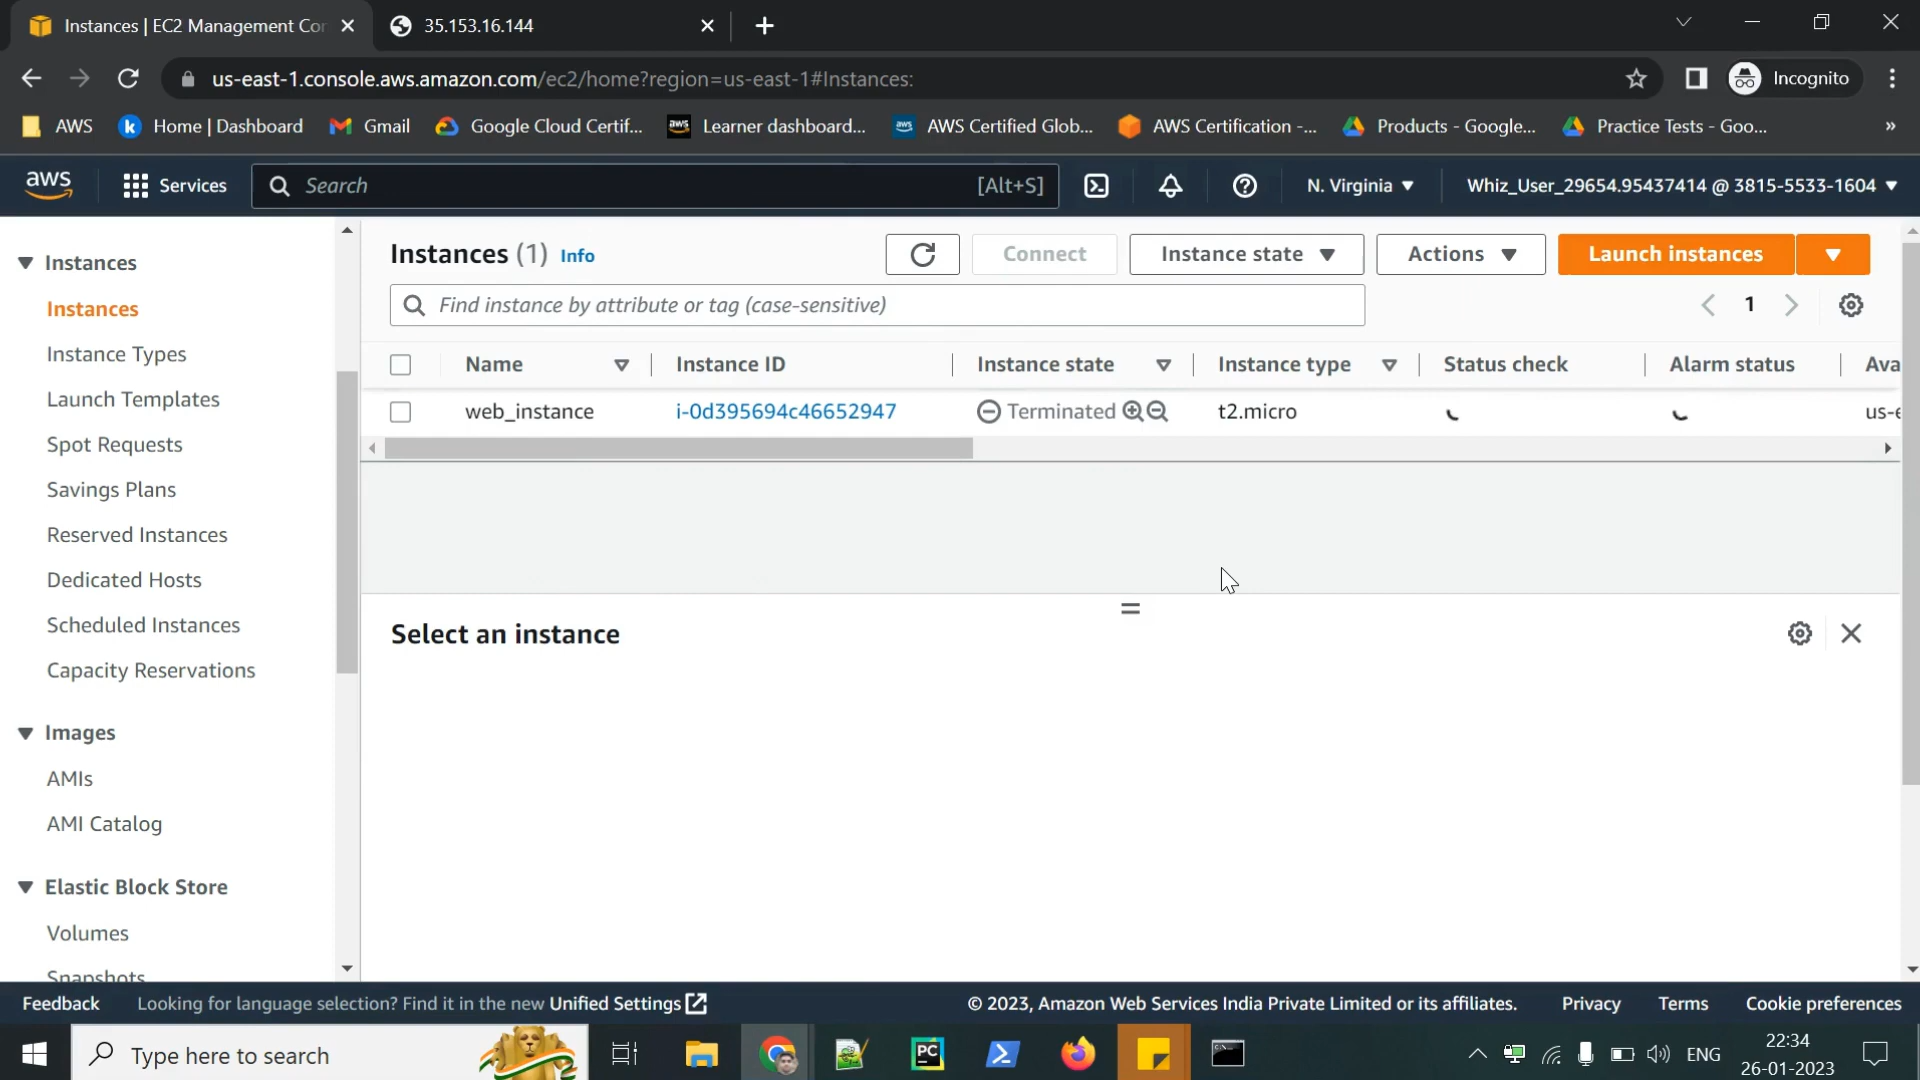 Instances | EC2 Management Con
35.153.16.144
us-east-1.console.aws.amazon.com/ec2/home?region=us-east-1#Instances:
Incognito
AWS
Home | Dashboard
Gmail
Google Cloud Certif...
Learner dashboard...
AWS Certified Glob...
AWS Certification -...
Products - Google...
Practice Tests - Goo...
»
aws
Services
Search
[Alt+S]
N. Virginia
Whiz_User_29654.95437414 @ 3815-5533-1604
Instances
Instances
Instance Types
Launch Templates
Spot Requests
Savings Plans
Reserved Instances
Dedicated Hosts
Scheduled Instances
Capacity Reservations
Images
AMIs
AMI Catalog
Elastic Block Store
Volumes
Snapshots
Instances (1) Info
Connect
Instance state
Actions
Launch instances
Find instance by attribute or tag (case-sensitive)
1
Name
Instance ID
Instance state
Instance type
Status check
Alarm status
Ava
web_instance
i-0d395694c46652947
Terminated
t2.micro
us-e
Select an instance
Feedback
Looking for language selection? Find it in the new Unified Settings
© 2023, Amazon Web Services India Private Limited or its affiliates.
Privacy
Terms
Cookie preferences
Type here to search
PC
ENG
22:34
26-01-2023